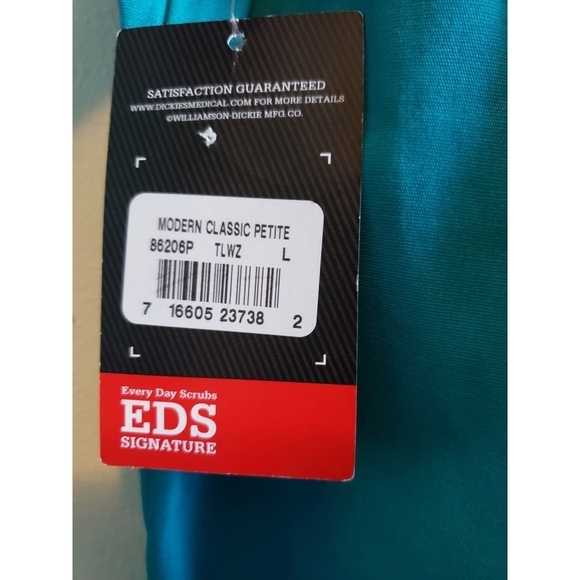 SATISFACTION GUARANTEED
WWW.DICKIESMEDICAL.COM FOR MORE DETAILS
©WILLIAMSON-DICKIE MFG.CO.
MODERN CLASSIC PETITE
86206P TLWZ L
7 16605 23738 2
Every Day Scrubs
EDS
SIGNATURE